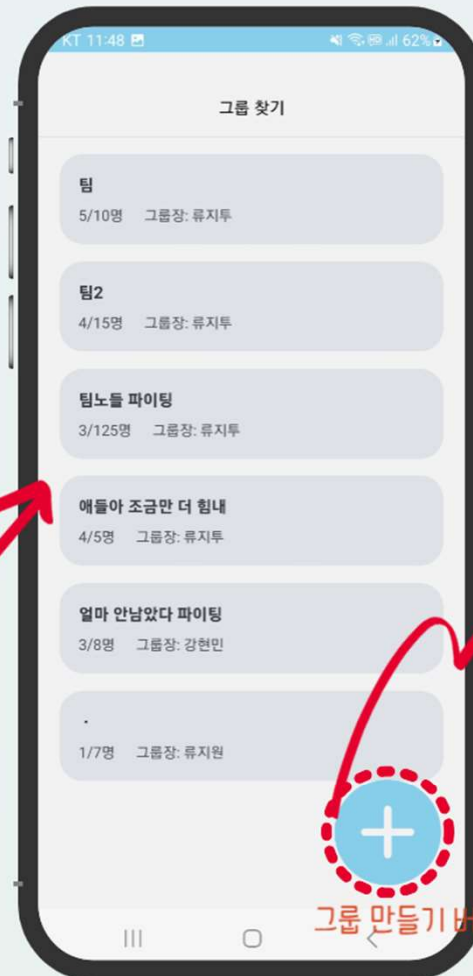 KT 11:48
62%
그룹 찾기
팀
5/10명 그룹장: 류지투
팀2
4/15명 그룹장: 류지투
팀노들 파이팅
3/125명 그룹장: 류지투
애들아 조금만 더 힘내
4/5명 그룹장: 류지투
얼마 안남았다 파이팅
3/8명 그룹장: 강현민
.
1/7명 그룹장: 류지원
그룹 만들기